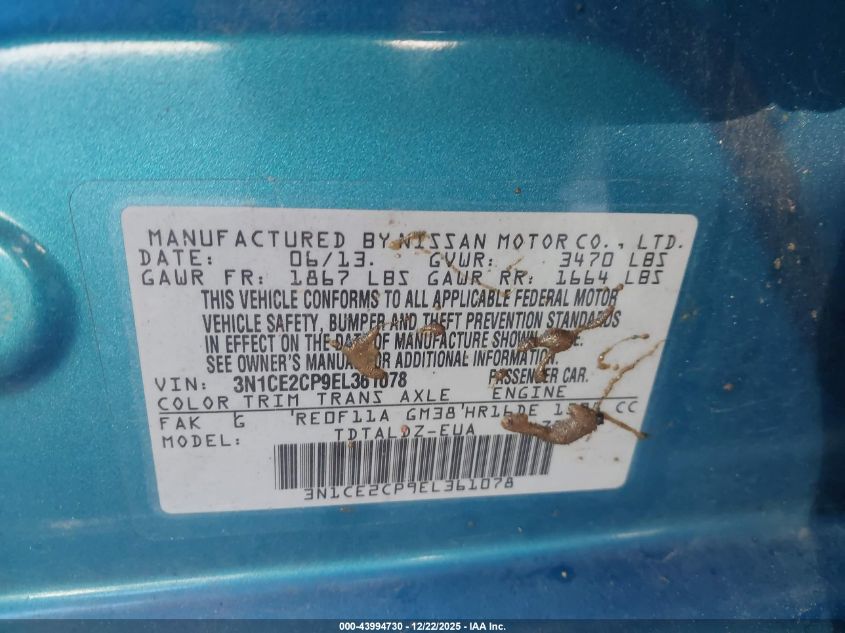 MANUFACTURED BY NISSAN MOTOR CO., LTD.
DATE: 06/13. GVWR: 3470 LBS
GAWR FR: 1867 LBS GAWR RR: 1664 LBS
THIS VEHICLE CONFORMS TO ALL APPLICABLE FEDERAL MOTOR
VEHICLE SAFETY, BUMPER AND THEFT PREVENTION STANDARDS
IN EFFECT ON THE DATE OF MANUFACTURE SHOWN ABOVE.
SEE OWNER'S MANUAL FOR ADDITIONAL INFORMATION.
VIN: 3N1CE2CP9EL361078 PASSENGER CAR.
COLOR TRIM TRANS AXLE ENGINE
FAK G 'RE0F11A GM38'HR16DE CC
MODEL: TDTALDZ-EUA
3N1CE2CP9EL361078
000-43994730 - 12/22/2025 - IAA Inc.